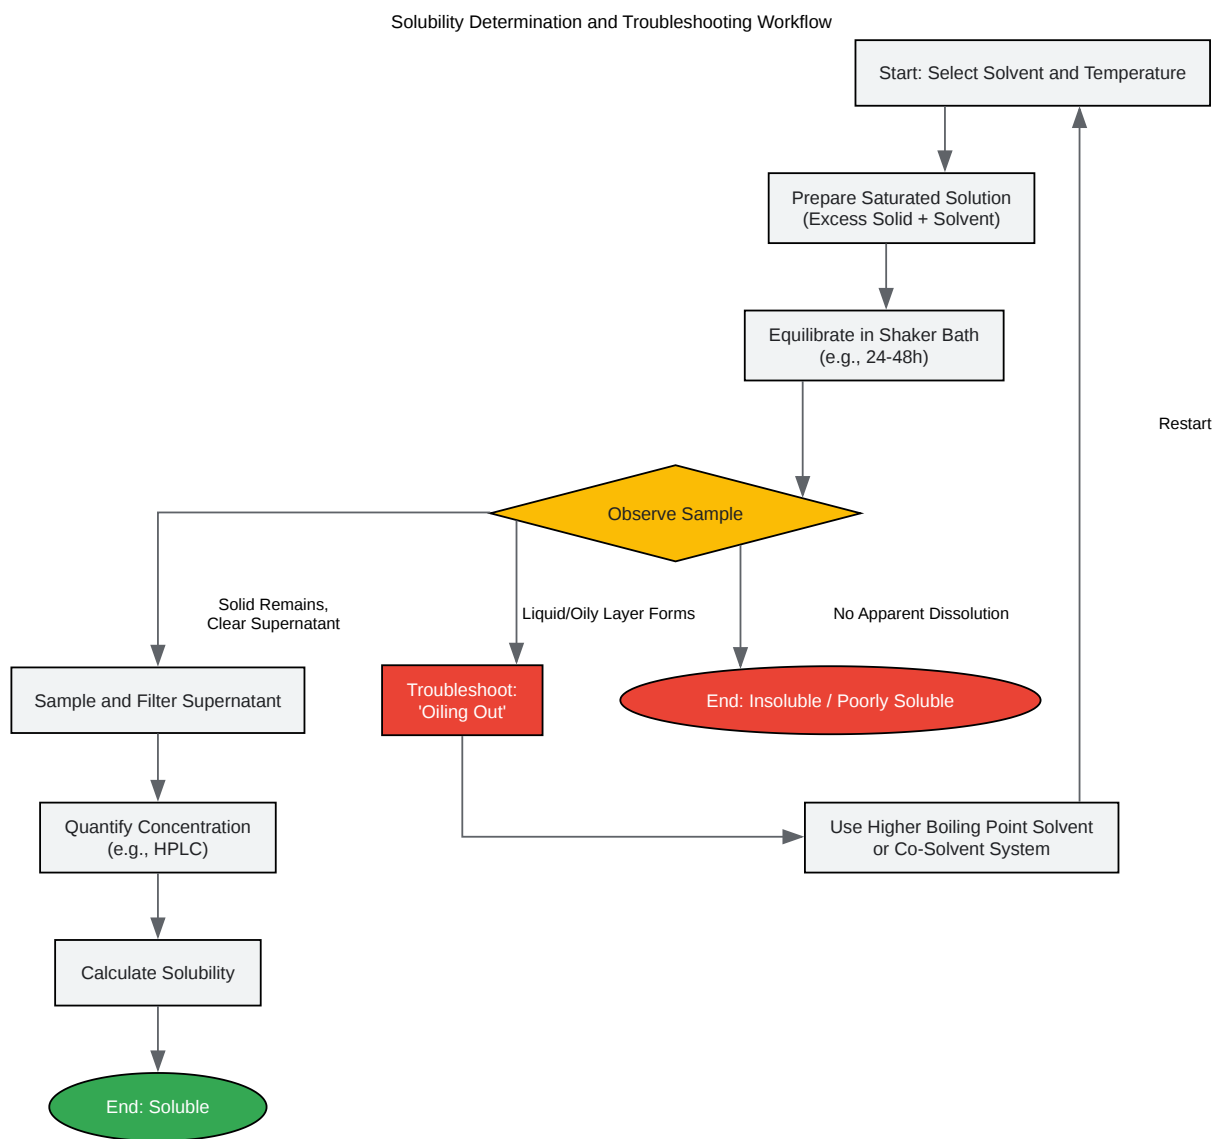 Solubility Determination and Troubleshooting Workflow
Start: Select Solvent and Temperature
Prepare Saturated Solution
(Excess Solid + Solvent)
Equilibrate in Shaker Bath
(e.g., 24-48h)
Restart
Observe Sample
Solid Remains,
Clear Supernatant
Liquid/Oily Layer Forms
No Apparent Dissolution
Sample and Filter Supernatant
Troubleshoot:
'Oiling Out'
End: Insoluble / Poorly Soluble
Quantify Concentration
(e.g., HPLC)
Use Higher Boiling Point Solvent
or Co-Solvent System
Calculate Solubility
End: Soluble